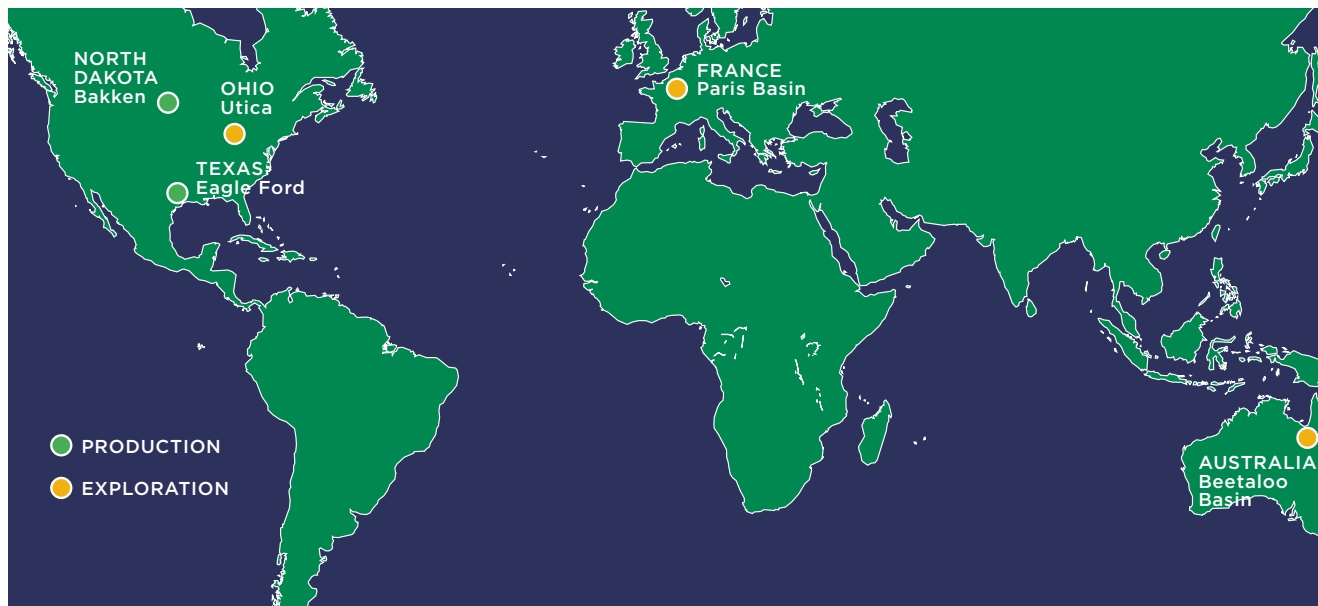 NORTH
DAKOTA
Bakken
OHIO
Utica
TEXAS
Eagle Ford
FRANCE
Paris Basin
PRODUCTION
EXPLORATION
AUSTRALIA
Beetaloo
Basin